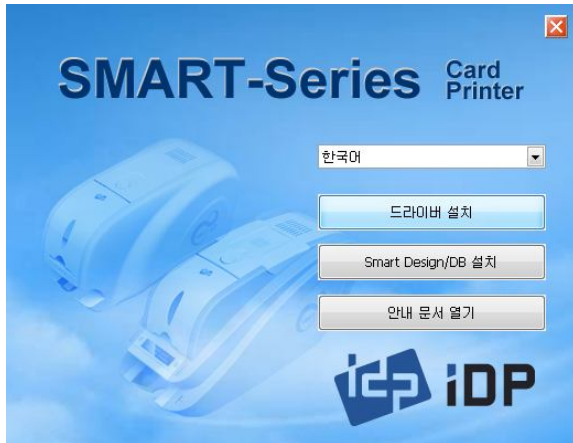 SMART-Series Card Printer
한국어
드라이버 설치
Smart Design/DB 설치
안내 문서 열기
idp iDP